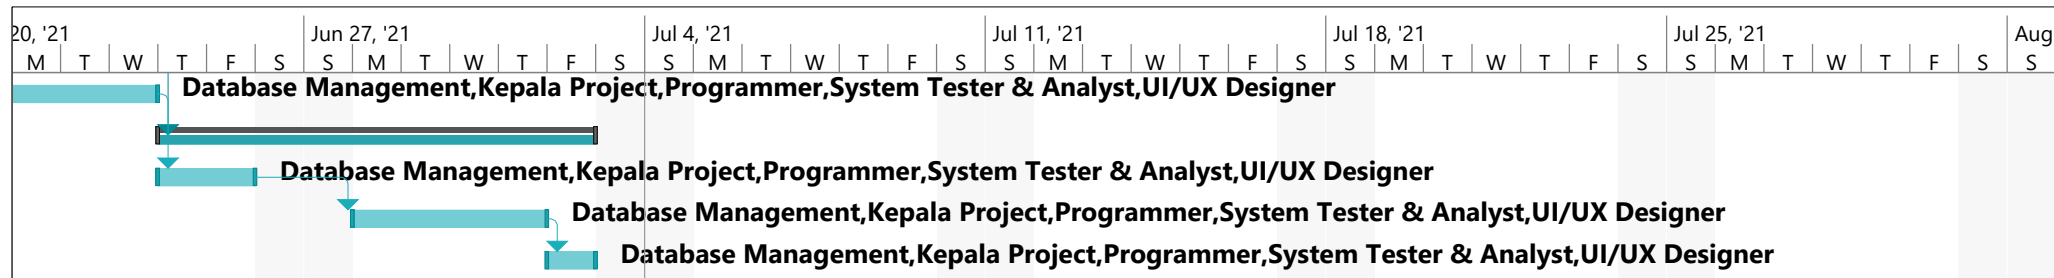 20, '21 Jun 27, '21 Jul 4, '21 Jul 11, '21 Jul 18, '21 Jul 25, '21 Aug
M T W T F S S M T W T F S S M T W T F S S M T W T F S S M T W T F S S M T W T F S S
Database Management,Kepala Project,Programmer,System Tester & Analyst,UI/UX Designer
Database Management,Kepala Project,Programmer,System Tester & Analyst,UI/UX Designer
Database Management,Kepala Project,Programmer,System Tester & Analyst,UI/UX Designer
Database Management,Kepala Project,Programmer,System Tester & Analyst,UI/UX Designer